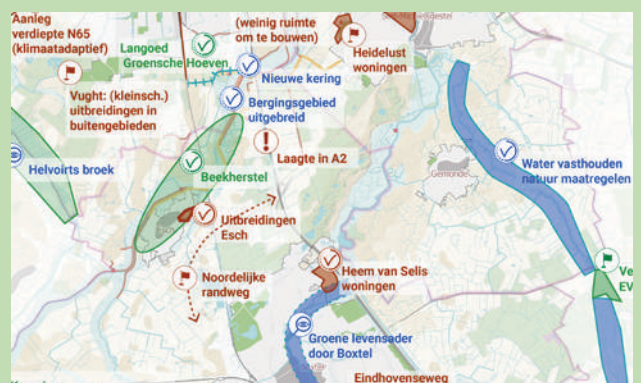 Aanleg
verdiepte N65
(klimaatadaptief)
Langoed
Groensche Hoeven
(weinig ruimte
om te bouwen)
Heidelust
woningen
Nieuwe kering
Vught: (kleinsch.)
uitbreidingen in
buitengebieden
Bergingsgebied
uitgebreid
Laagte in A2
Helvoirts broek
Beekherstel
Water vasthouden
natuur maatregelen
Gemonde
Uitbreidingen
Esch
Noordelijke
randweg
Heem van Selis
woningen
Ve
EV
Groene levensader
door Boxtel
Eindhovenseweg